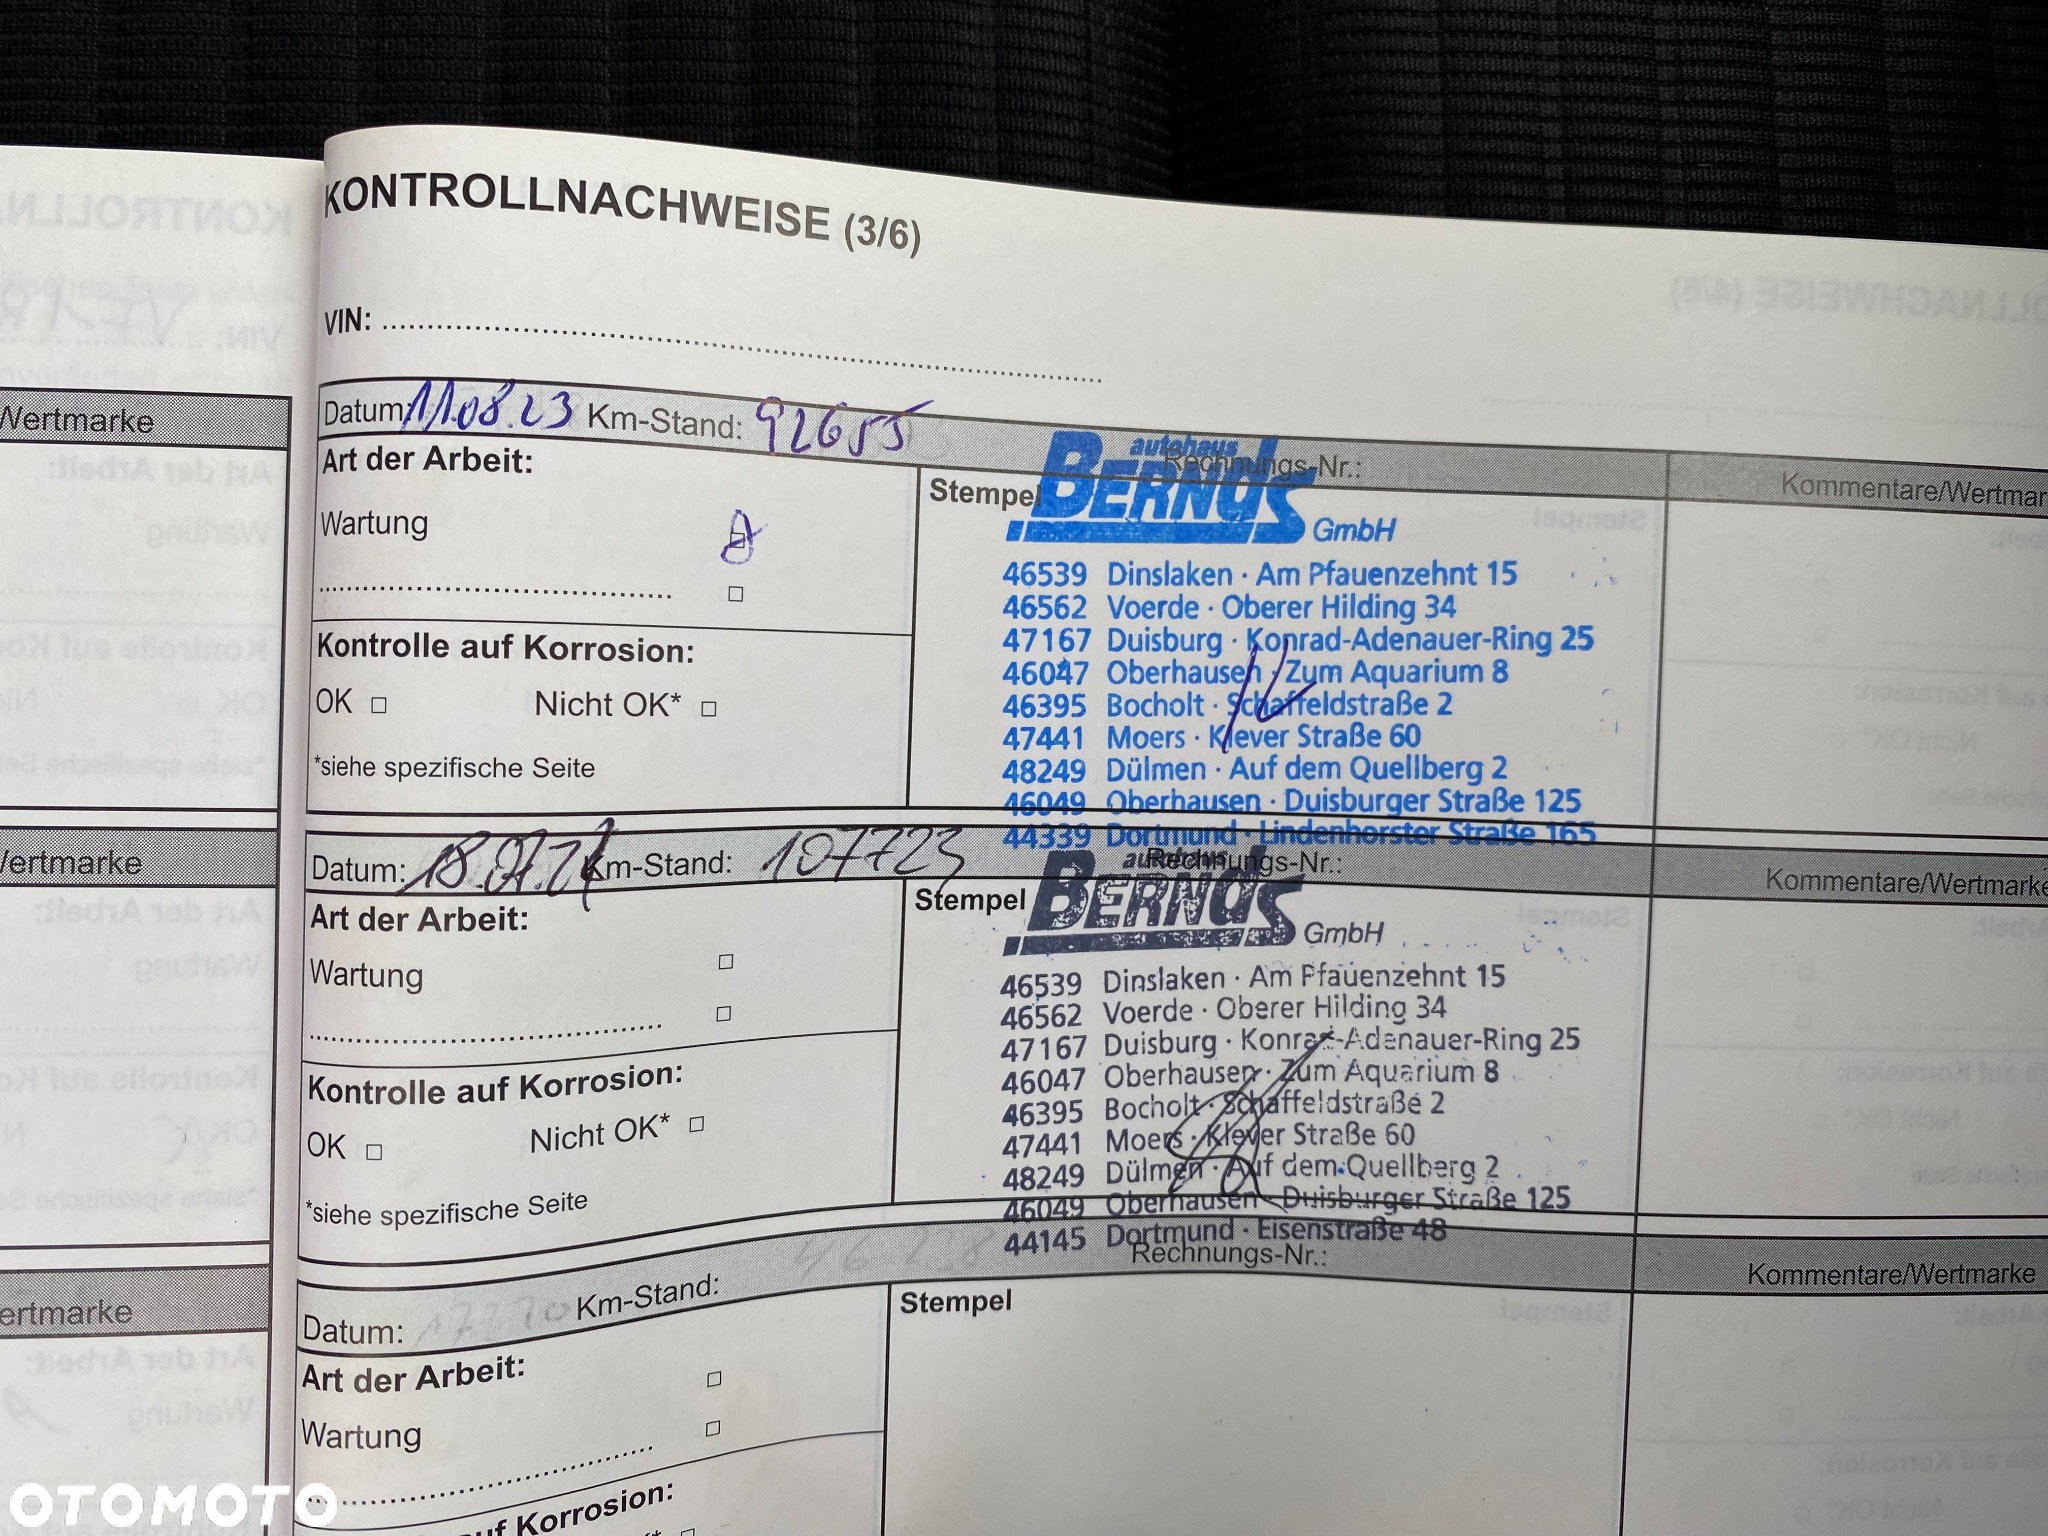 KONTROLLNACHWEISE (3/6)
VIN:
Wertmarke
Datum: 11.08.23 Km-Stand: 92655 Rechnungs-Nr.: Kommentare/Wertmar
Art der Arbeit:
Wartung
Kontrolle auf Korrosion:
OK □ Nicht OK* □
*siehe spezifische Seite
Stempel
autohaus
BERNDS
GmbH
46539 Dinslaken · Am Pfauenzehnt 15
46562 Voerde · Oberer Hilding 34
47167 Duisburg · Konrad-Adenauer-Ring 25
46047 Oberhausen · Zum Aquarium 8
46395 Bocholt · Schaffeldstraße 2
47441 Moers · Klever Straße 60
48249 Dülmen · Auf dem Quellberg 2
46049 Oberhausen · Duisburger Straße 125
44339 Dortmund · Lindenhorster Straße 165
Wertmarke
Datum: 18.07.24 Km-Stand: 107723 Rechnungs-Nr.: Kommentare/Wertmarke
Art der Arbeit:
Wartung □
□
Kontrolle auf Korrosion:
OK □ Nicht OK* □
*siehe spezifische Seite
Stempel
autohaus
BERNDS
GmbH
46539 Dinslaken · Am Pfauenzehnt 15
46562 Voerde · Oberer Hilding 34
47167 Duisburg · Konrad-Adenauer-Ring 25
46047 Oberhausen · Zum Aquarium 8
46395 Bocholt · Schaffeldstraße 2
47441 Moers · Klever Straße 60
48249 Dülmen · Auf dem Quellberg 2
46049 Oberhausen · Duisburger Straße 125
44145 Dortmund · Eisenstraße 48
ertmarke
Datum: Km-Stand: Rechnungs-Nr.: Kommentare/Wertmarke
Art der Arbeit: □
Wartung □
Stempel
uf Korrosion:
OTOMOTO